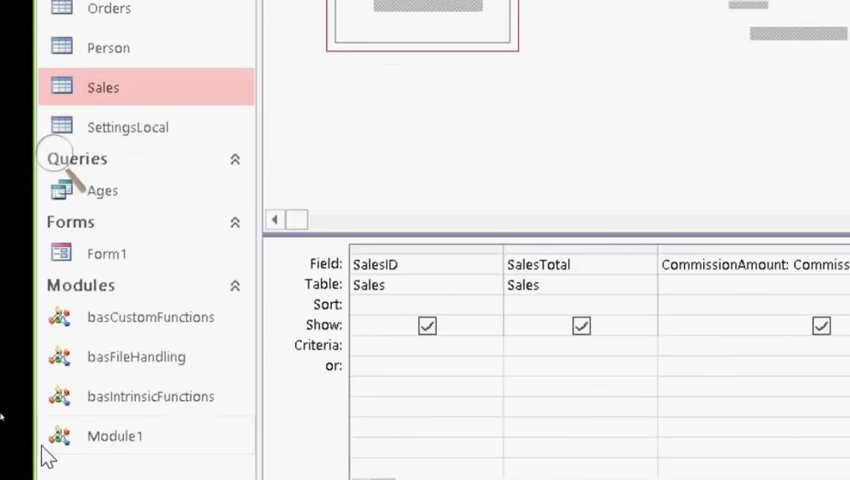 Orders
Person
Sales
SettingsLocal
Queries
Ages
Forms
Form1
Modules
basCustomFunctions
basFileHandling
basIntrinsicFunctions
Module1
Field: SalesID SalesTotal CommissionAmount: Commiss
Table: Sales Sales
Sort:
Show:
Criteria:
or: